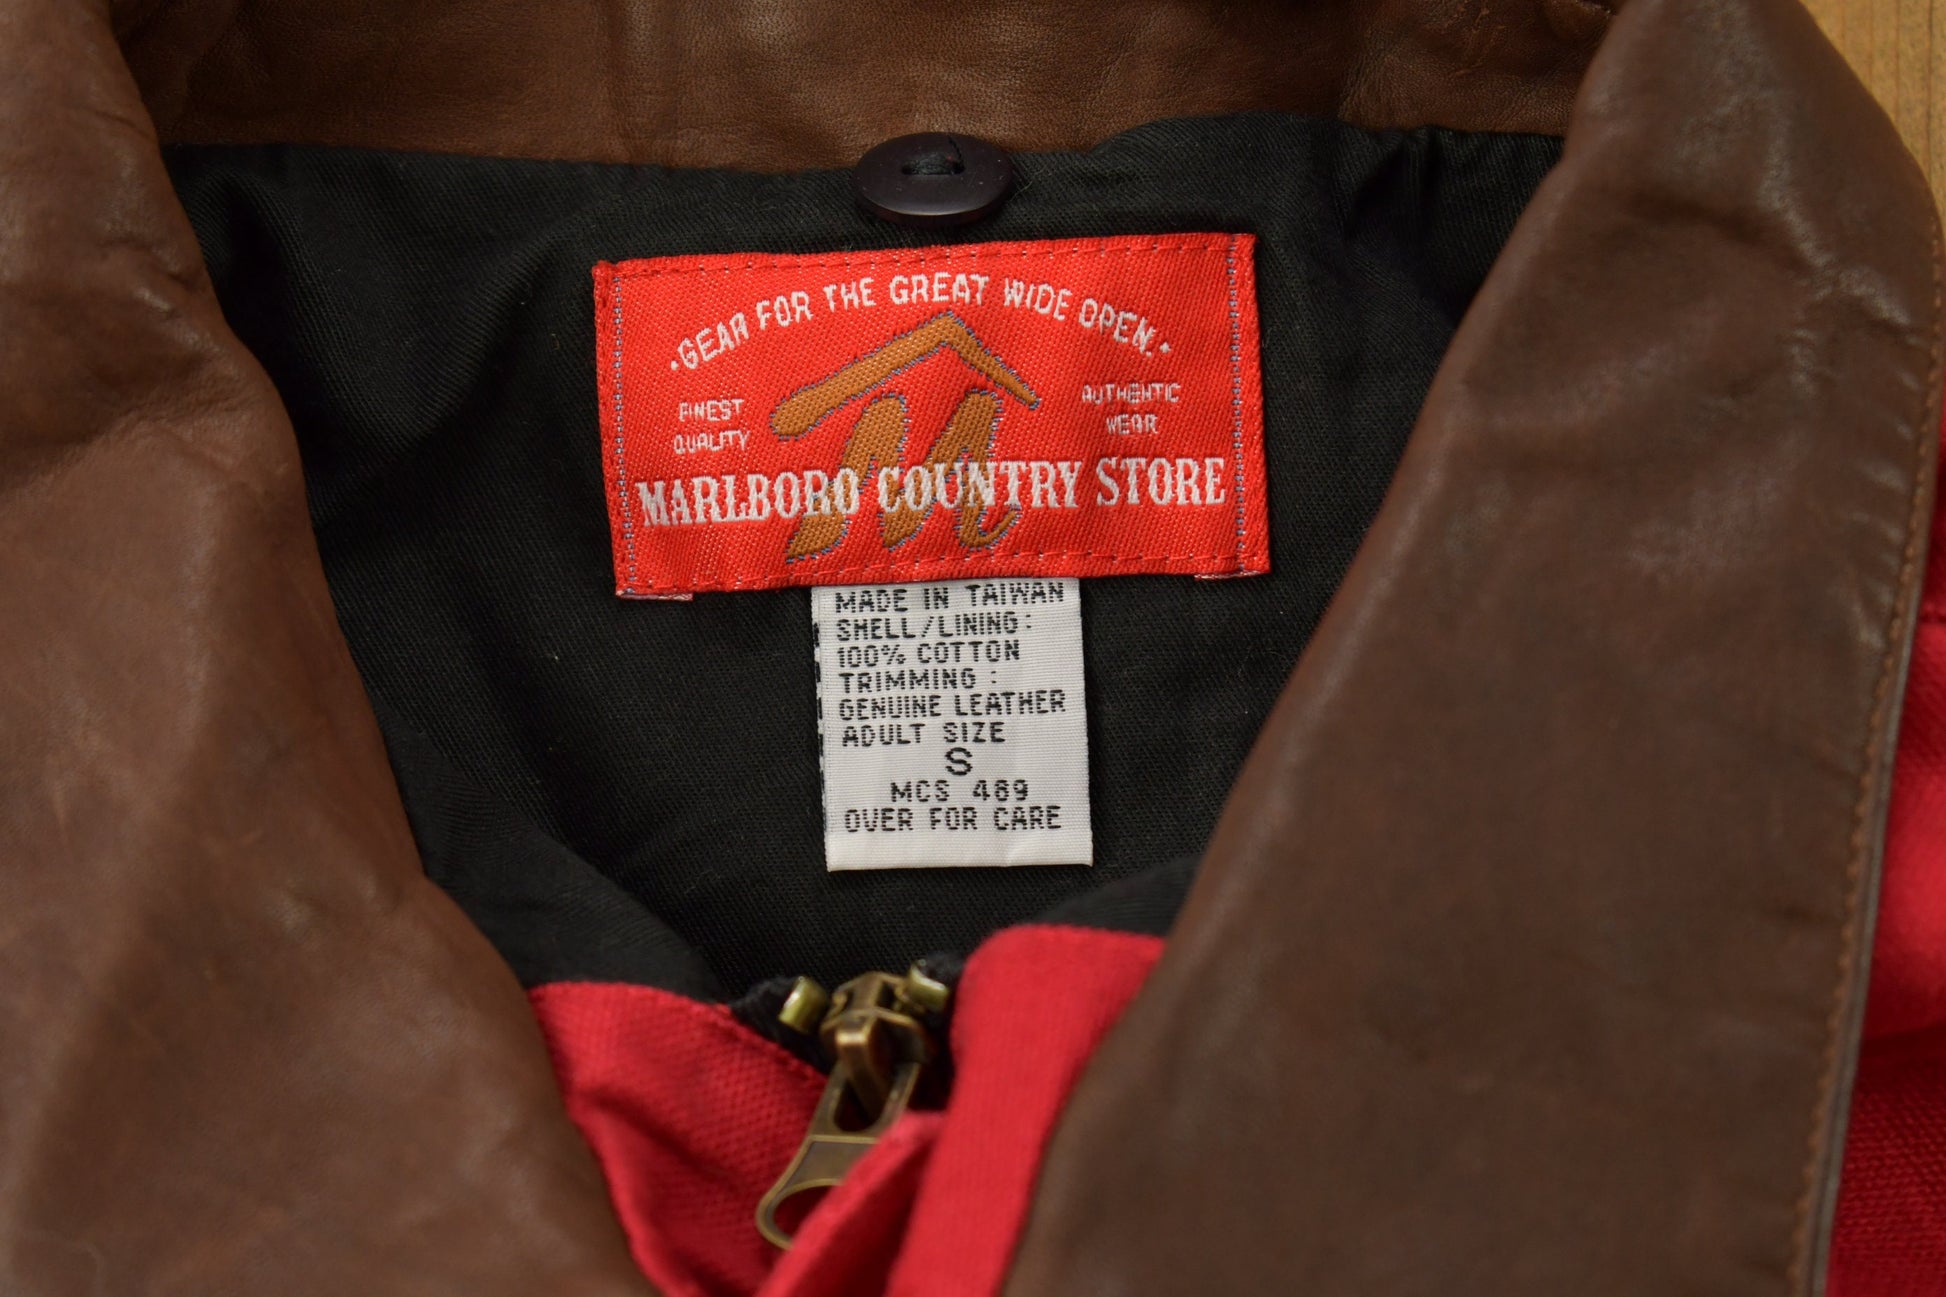 ·GEAR FOR THE GREAT WIDE OPEN.·
FINEST
QUALITY
AUTHENTIC
WEAR
MARLBORO COUNTRY STORE
MADE IN TAIWAN
SHELL/LINING:
100% COTTON
TRIMMING :
GENUINE LEATHER
ADULT SIZE
S
MCS 489
OVER FOR CARE